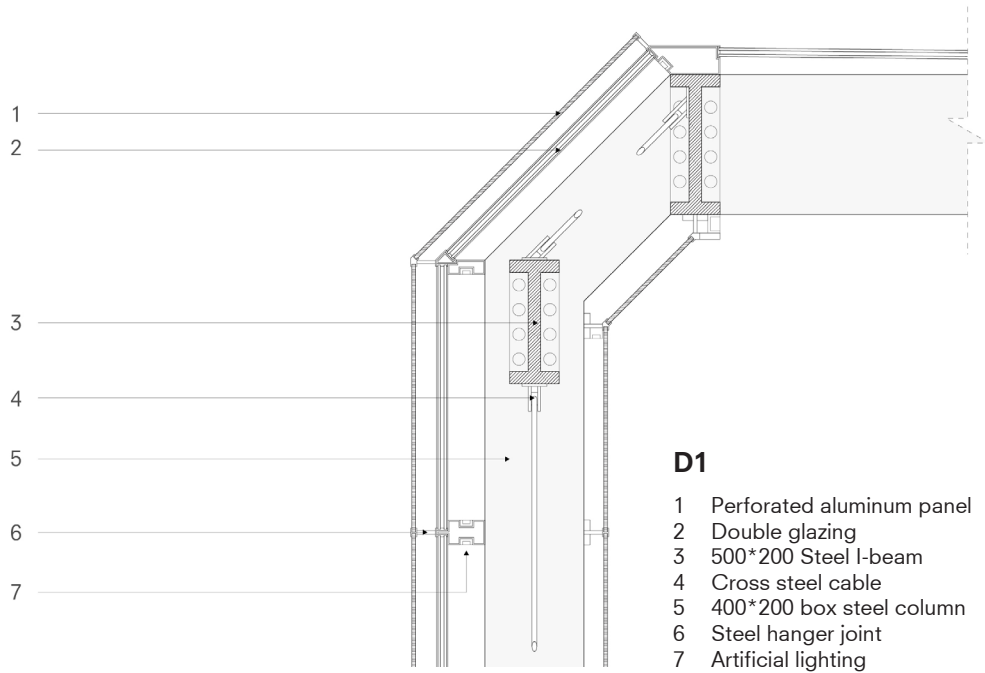 1
2
3
4
5
6
7
D1
1 Perforated aluminum panel
2 Double glazing
3 500*200 Steel I-beam
4 Cross steel cable
5 400*200 box steel column
6 Steel hanger joint
7 Artificial lighting